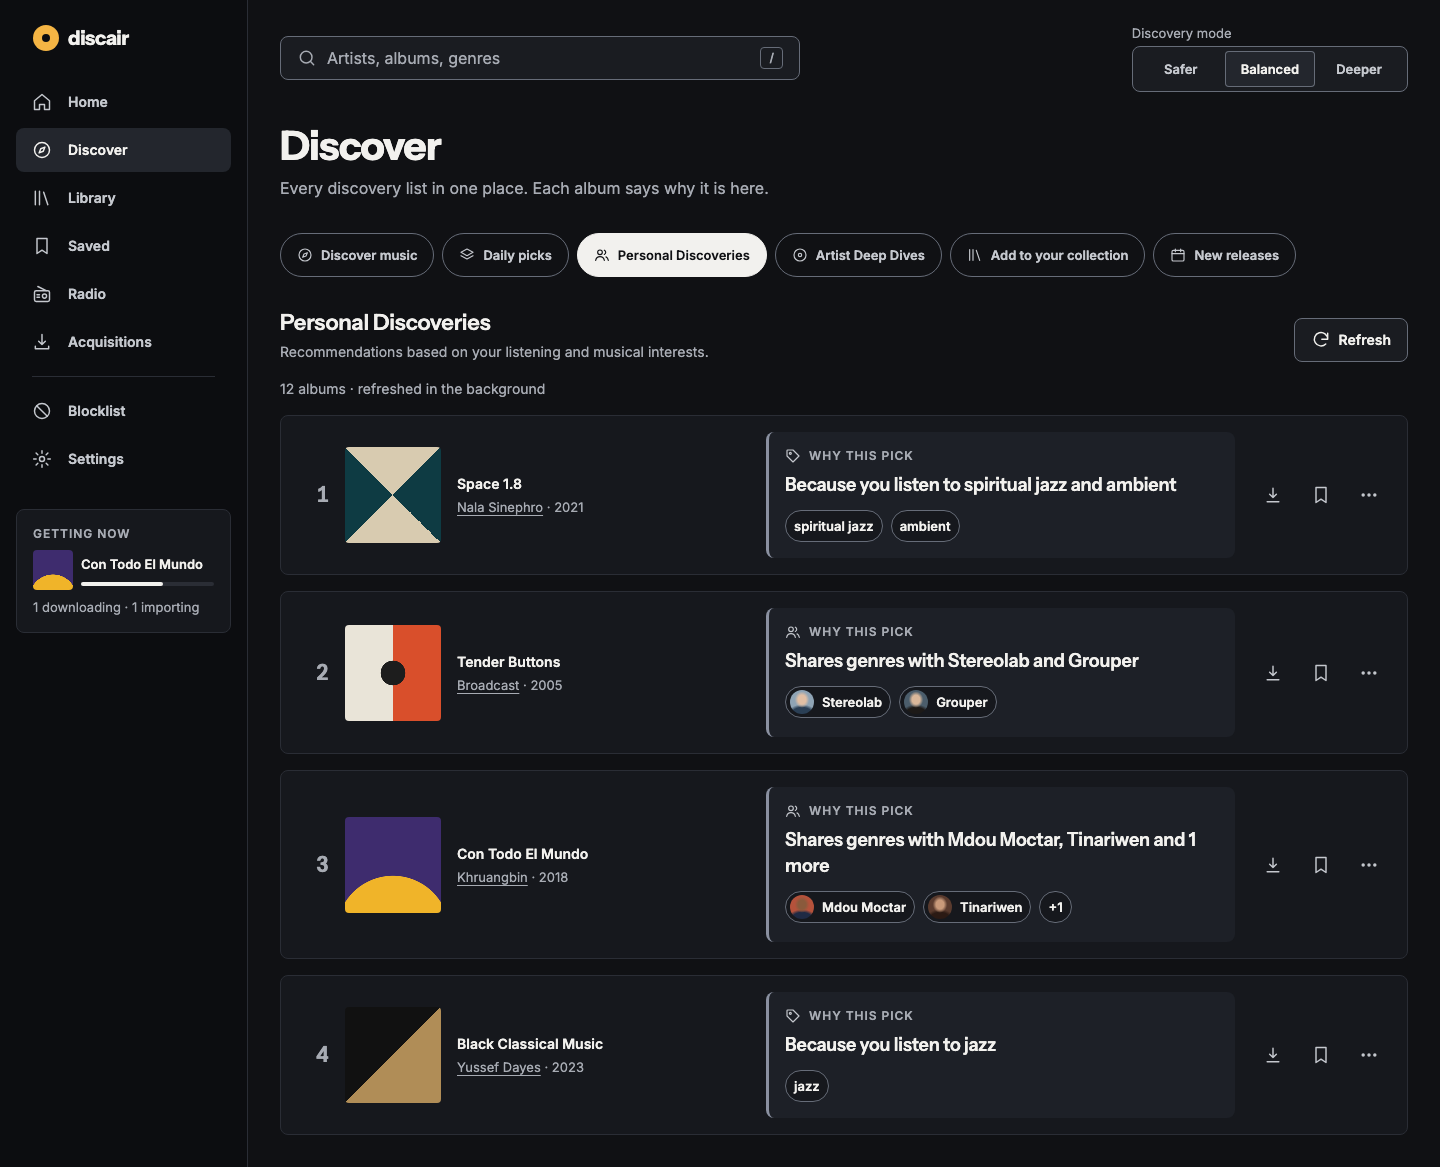 discair
Home
Discover
Library
Saved
Radio
Acquisitions
Blocklist
Settings
GETTING NOW
Con Todo El Mundo
1 downloading · 1 importing
Artists, albums, genres
/
Discovery mode
Safer
Balanced
Deeper
Discover
Every discovery list in one place. Each album says why it is here.
Discover music
Daily picks
Personal Discoveries
Artist Deep Dives
Add to your collection
New releases
Personal Discoveries
Recommendations based on your listening and musical interests.
Refresh
12 albums · refreshed in the background
1
Space 1.8
Nala Sinephro · 2021
WHY THIS PICK
Because you listen to spiritual jazz and ambient
spiritual jazz
ambient
2
Tender Buttons
Broadcast · 2005
WHY THIS PICK
Shares genres with Stereolab and Grouper
Stereolab
Grouper
3
Con Todo El Mundo
Khruangbin · 2018
WHY THIS PICK
Shares genres with Mdou Moctar, Tinariwen and 1
more
Mdou Moctar
Tinariwen
+1
4
Black Classical Music
Yussef Dayes · 2023
WHY THIS PICK
Because you listen to jazz
jazz